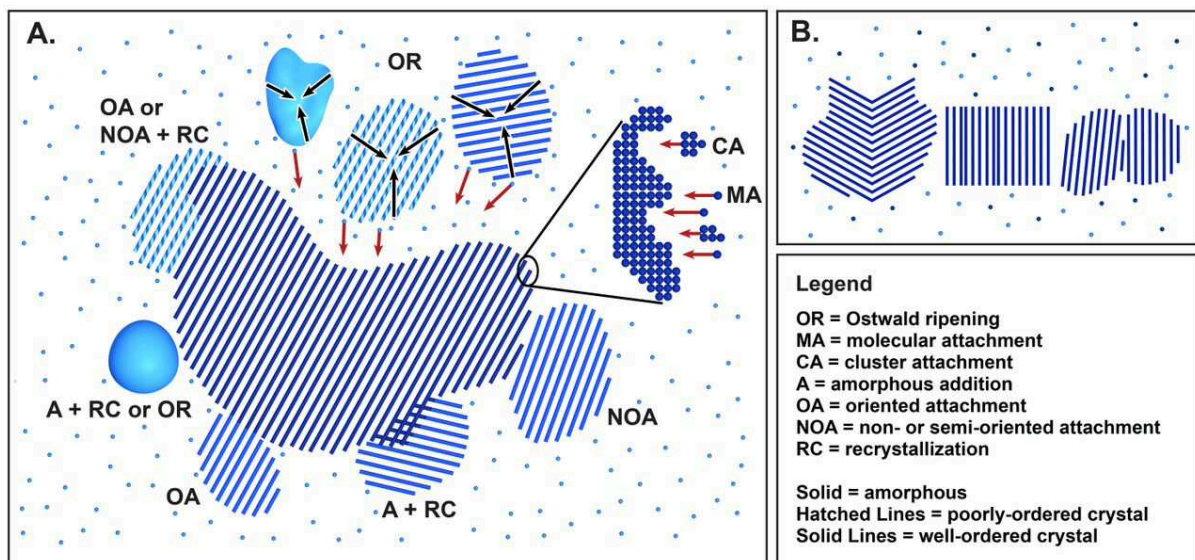 A.
OR
OA or
NOA + RC
CA
MA
A + RC or OR
NOA
OA
A + RC
B.
Legend
OR = Ostwald ripening
MA = molecular attachment
CA = cluster attachment
A = amorphous addition
OA = oriented attachment
NOA = non- or semi-oriented attachment
RC = recrystallization
Solid = amorphous
Hatched Lines = poorly-ordered crystal
Solid Lines = well-ordered crystal